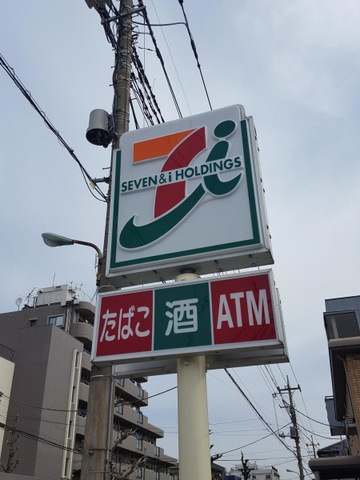 SEVEN & i HOLDINGS
たばこ 酒 ATM